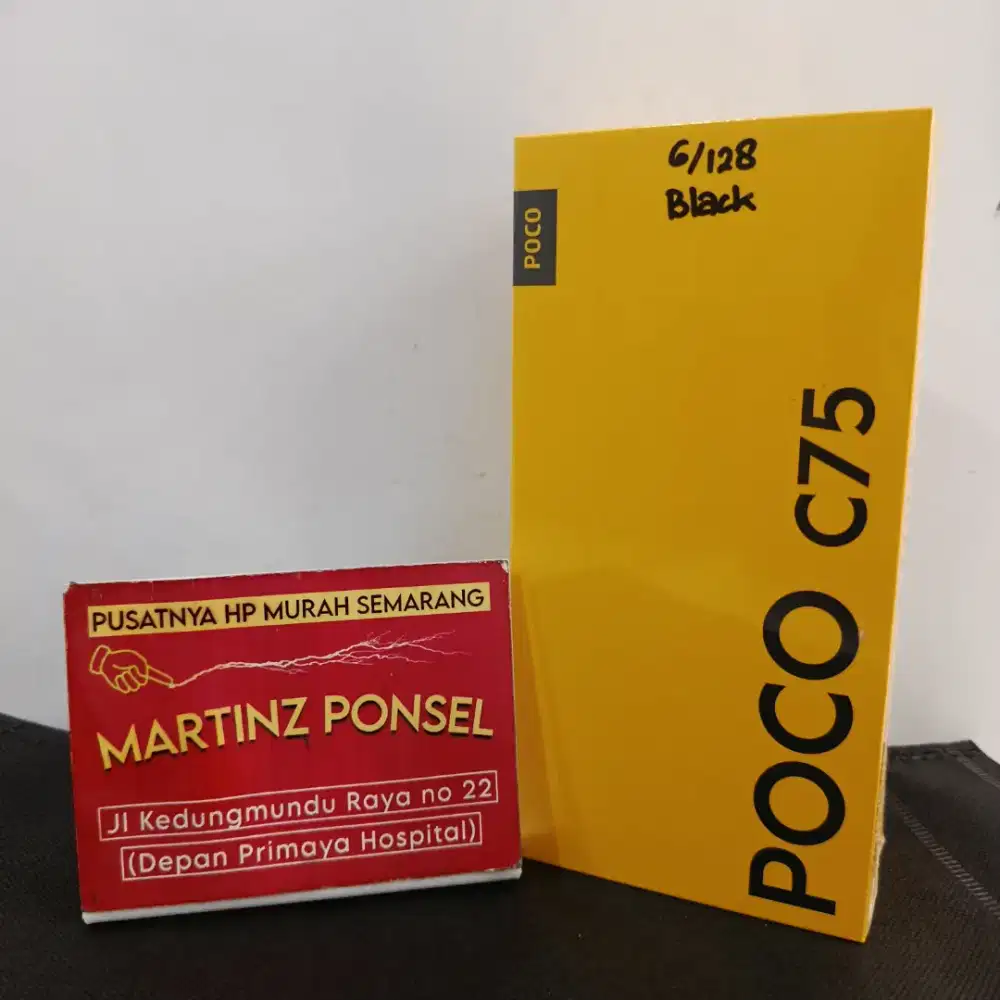 PUSATNYA HP MURAH SEMARANG
MARTINZ PONSEL
Jl Kedungmundu Raya no 22
(Depan Primaya Hospital)
6/128
Black
POCO
POCO C75